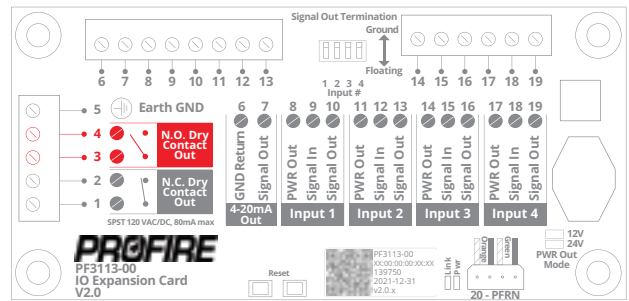 Signal Out Termination
Ground
Floating
1 2 3 4
Input #
6 7 8 9 10 11 12 13
14 15 16 17 18 19
5 Earth GND
4
3
N.O. Dry
Contact
Out
2
1
N.C. Dry
Contact
Out
SPST 120 VAC/DC, 80mA max
6 7 8 9 10 11 12 13 14 15 16 17 18 19
GND Return
Signal Out
PWR Out
Signal In
Signal Out
PWR Out
Signal In
Signal Out
PWR Out
Signal In
Signal Out
PWR Out
Signal In
Signal Out
4-20mA
Out
Input 1
Input 2
Input 3
Input 4
PROFIRE
PF3113-00
IO Expansion Card
V2.0
Reset
PF3113-00
XX:00:00:00:XX:XX
139750
2021-12-31
v2.0.x
Link
Pwr
Orange
Green
20 - PFRN
12V
24V
PWR Out
Mode